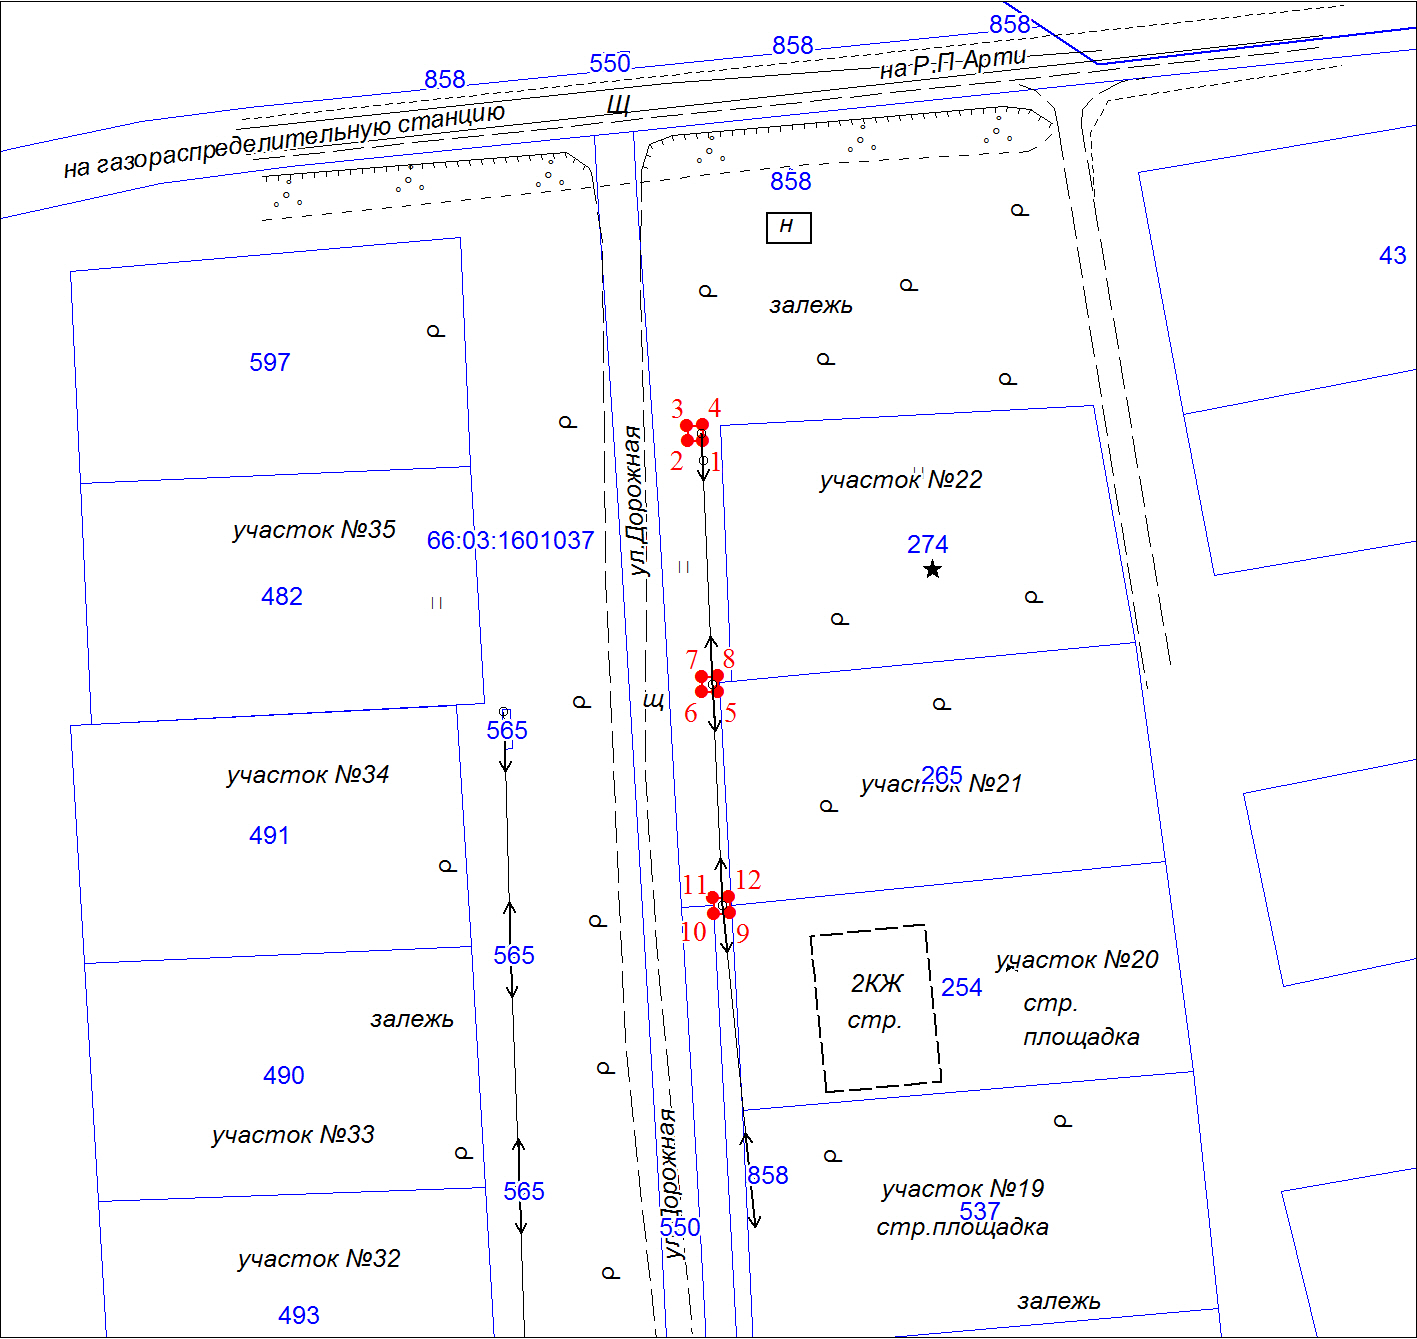 858
550
858
858
на Р.П Арти
Щ
на газораспределительную станцию
858
н
43
залежь
597
3 4
2 1
ул.Дорожная
участок №22
участок №35
66:03:1601037
274
482
7 8
6 5
щ
565
участок №34
265
участок №21
491
11 12
10 9
565
участок №20
2КЖ
стр.
254
стр.
площадка
залежь
490
участок №33
ул.Дорожная
858
565
участок №19
537
стр.площадка
550
участок №32
залежь
493